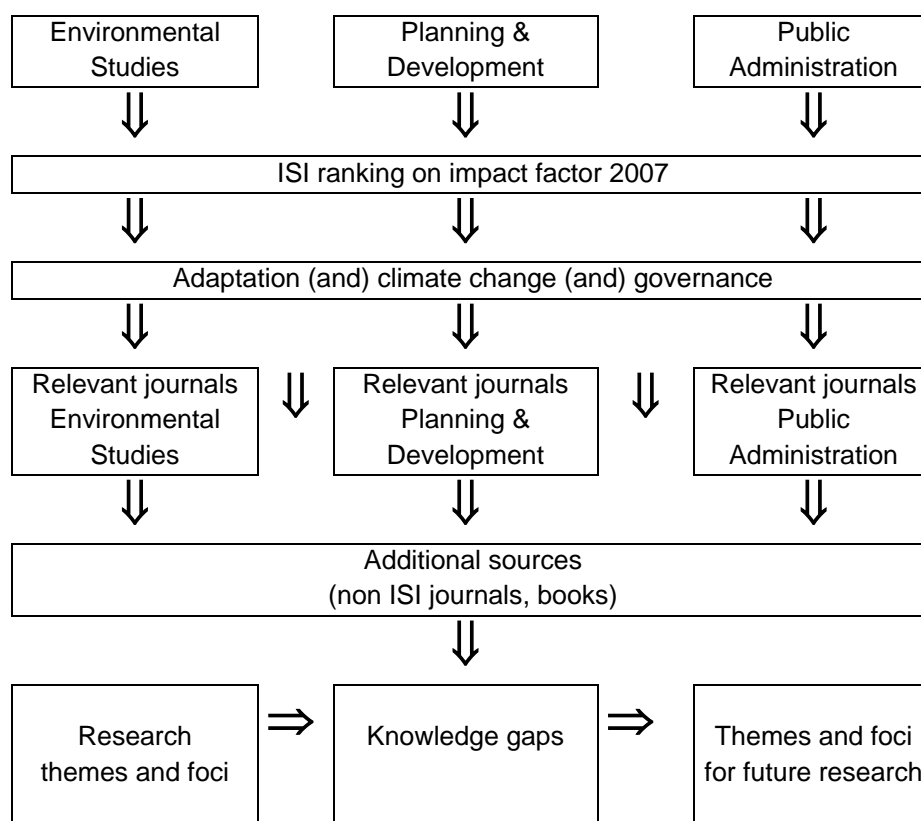 Environmental
Studies
Planning &
Development
Public
Administration
ISI ranking on impact factor 2007
Adaptation (and) climate change (and) governance
Relevant journals
Environmental
Studies
Relevant journals
Planning &
Development
Relevant journals
Public
Administration
Additional sources
(non ISI journals, books)
Research
themes and foci
Knowledge gaps
Themes and foci
for future research